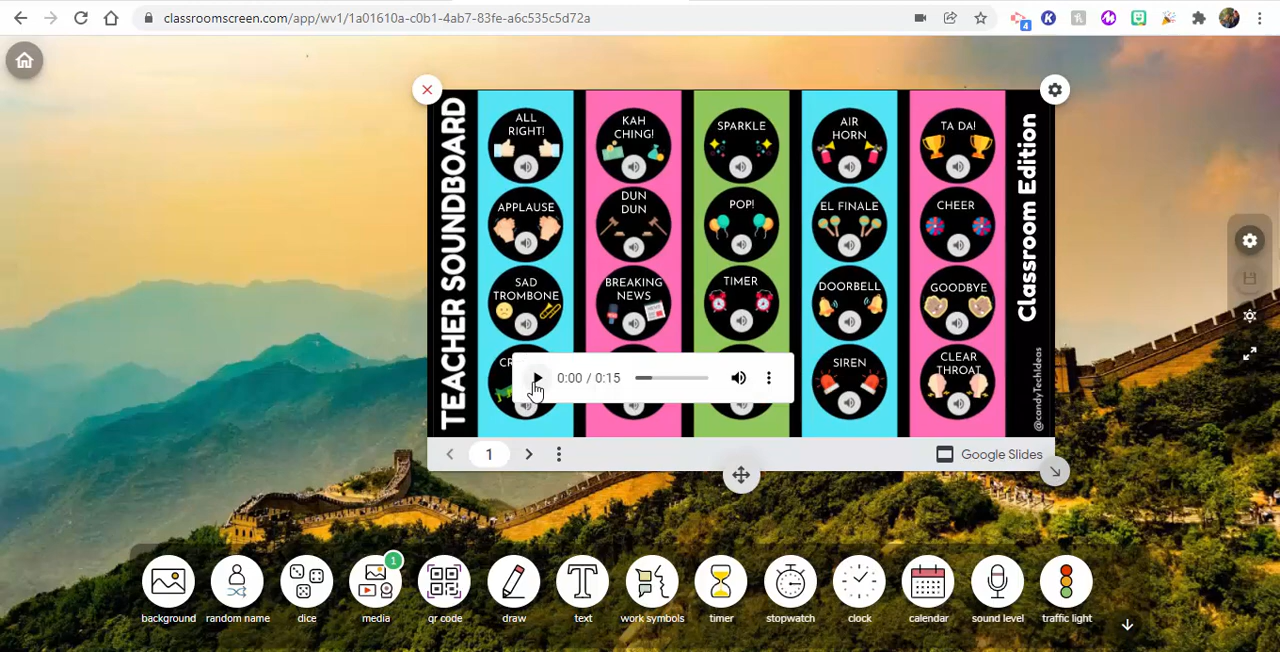 classroomscreen.com/app/wv1/1a01610a-c0b1-4ab7-83fe-a6c535c5d72a
4
TEACHER SOUNDBOARD
ALL
RIGHT!
KAH
CHING!
SPARKLE
AIR
HORN
TA DA!
APPLAUSE
DUN
DUN
POP!
EL FINALE
CHEER
SAD
TROMBONE
BREAKING
NEWS
TIMER
DOORBELL
GOODBYE
0:00 / 0:15
SIREN
CLEAR
THROAT
Classroom Edition
@candyTechIdeas
1
Google Slides
1
background
random name
dice
media
qr code
draw
text
work symbols
timer
stopwatch
clock
calendar
sound level
traffic light